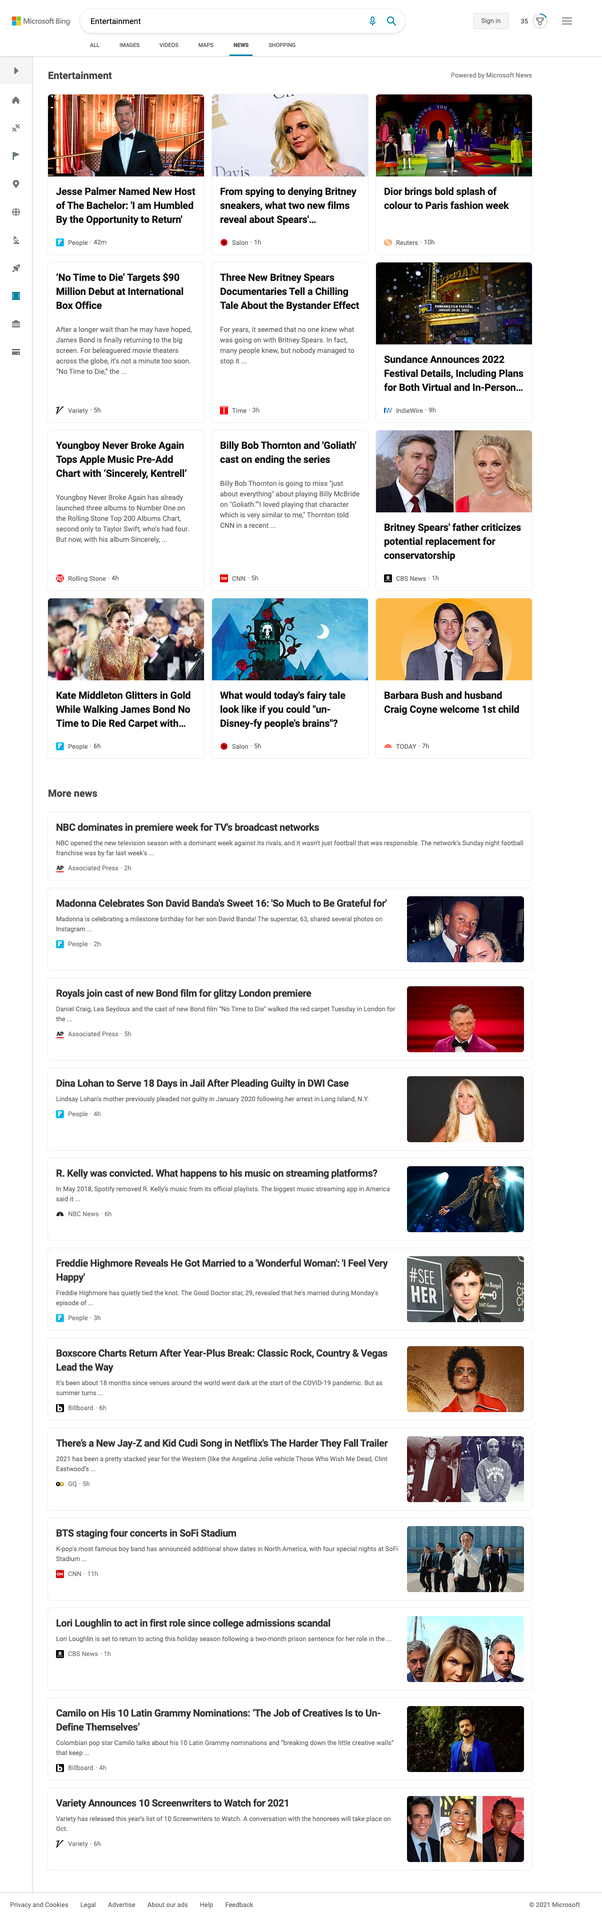 Microsoft Bing
Entertainment
Sign in
35
ALL IMAGES VIDEOS MAPS NEWS SHOPPING
Entertainment
Powered by Microsoft News
Davis
Jesse Palmer Named New Host
of The Bachelor: 'I am Humbled
By the Opportunity to Return'
People · 42m
From spying to denying Britney
sneakers, what two new films
reveal about Spears'...
Salon · 1h
Dior brings bold splash of
colour to Paris fashion week
Reuters · 10h
'No Time to Die' Targets $90
Million Debut at International
Box Office
After a longer wait than he may have hoped,
James Bond is finally returning to the big
screen. For beleaguered movie theaters
across the globe, it's not a minute too soon.
"No Time to Die," the ...
Variety · 5h
Three New Britney Spears
Documentaries Tell a Chilling
Tale About the Bystander Effect
For years, it seemed that no one knew what
was going on with Britney Spears. In fact,
many people knew, but nobody managed to
stop it ...
Time · 3h
Sundance Announces 2022
Festival Details, Including Plans
for Both Virtual and In-Person...
IndieWire · 9h
Youngboy Never Broke Again
Tops Apple Music Pre-Add
Chart with 'Sincerely, Kentrell'
Youngboy Never Broke Again has already
launched three albums to Number One on
the Rolling Stone Top 200 Albums Chart,
second only to Taylor Swift, who's had four.
But now, with his album Sincerely, ...
Rolling Stone · 4h
Billy Bob Thornton and 'Goliath'
cast on ending the series
Billy Bob Thornton is going to miss "just
about everything" about playing Billy McBride
on "Goliath.""I loved playing that character
which is very similar to me," Thornton told
CNN in a recent ...
CNN · 5h
Britney Spears' father criticizes
potential replacement for
conservatorship
CBS News · 1h
Kate Middleton Glitters in Gold
While Walking James Bond No
Time to Die Red Carpet with...
People · 6h
What would today's fairy tale
look like if you could "un-
Disney-fy people's brains"?
Salon · 5h
Barbara Bush and husband
Craig Coyne welcome 1st child
TODAY · 7h
More news
NBC dominates in premiere week for TV's broadcast networks
NBC opened the new television season with a dominant week against its rivals, and it wasn't just football that was responsible. The network's Sunday night football
franchise was by far last week's ...
AP Associated Press · 2h
Madonna Celebrates Son David Banda's Sweet 16: 'So Much to Be Grateful for'
Madonna is celebrating a milestone birthday for her son David Banda! The superstar, 63, shared several photos on
Instagram ...
People · 2h
Royals join cast of new Bond film for glitzy London premiere
Daniel Craig, Lea Seydoux and the cast of new Bond film "No Time to Die" walked the red carpet Tuesday in London for
the ...
AP Associated Press · 5h
Dina Lohan to Serve 18 Days in Jail After Pleading Guilty in DWI Case
Lindsay Lohan's mother previously pleaded not guilty in January 2020 following her arrest in Long Island, N.Y.
People · 4h
R. Kelly was convicted. What happens to his music on streaming platforms?
In May 2018, Spotify removed R. Kelly's music from its official playlists. The biggest music streaming app in America
said it ...
NBC News · 6h
Freddie Highmore Reveals He Got Married to a 'Wonderful Woman': 'I Feel Very
Happy'
Freddie Highmore has quietly tied the knot. The Good Doctor star, 29, revealed that he's married during Monday's
episode of ...
People · 3h
#SEE
HER
Boxscore Charts Return After Year-Plus Break: Classic Rock, Country & Vegas
Lead the Way
It's been about 18 months since venues around the world went dark at the start of the COVID-19 pandemic. But as
summer turns ...
Billboard · 6h
There's a New Jay-Z and Kid Cudi Song in Netflix's The Harder They Fall Trailer
2021 has been a pretty stacked year for the Western (like the Angelina Jolie vehicle Those Who Wish Me Dead, Clint
Eastwood's ...
GQ · 5h
BTS staging four concerts in SoFi Stadium
K-pop's most famous boy band has announced additional show dates in North America, with four special nights at SoFi
Stadium ...
CNN · 11h
Lori Loughlin to act in first role since college admissions scandal
Lori Loughlin is set to return to acting this holiday season following a two-month prison sentence for her role in the ...
CBS News · 1h
Camilo on His 10 Latin Grammy Nominations: 'The Job of Creatives Is to Un-
Define Themselves'
Colombian pop star Camilo talks about his 10 Latin Grammy nominations and "breaking down the little creative walls"
that keep ...
Billboard · 4h
Variety Announces 10 Screenwriters to Watch for 2021
Variety has released this year's list of 10 Screenwriters to Watch. A conversation with the honorees will take place on
Oct.
Variety · 6h
Privacy and Cookies Legal Advertise About our ads Help Feedback
© 2021 Microsoft